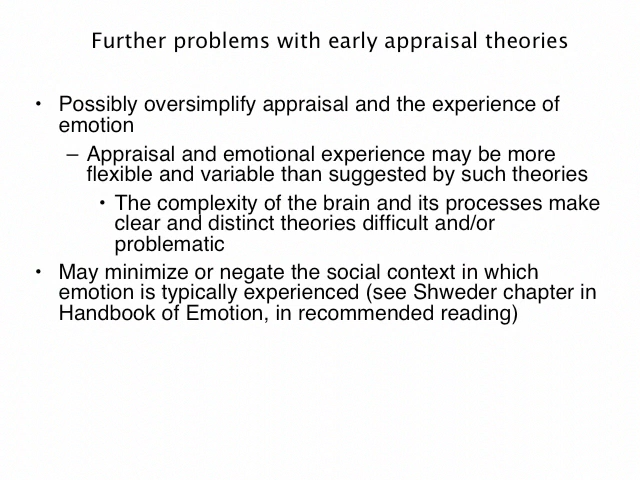 Further problems with early appraisal theories
• Possibly oversimplify appraisal and the experience of
emotion
– Appraisal and emotional experience may be more
flexible and variable than suggested by such theories
• The complexity of the brain and its processes make
clear and distinct theories difficult and/or
problematic
• May minimize or negate the social context in which
emotion is typically experienced (see Shweder chapter in
Handbook of Emotion, in recommended reading)